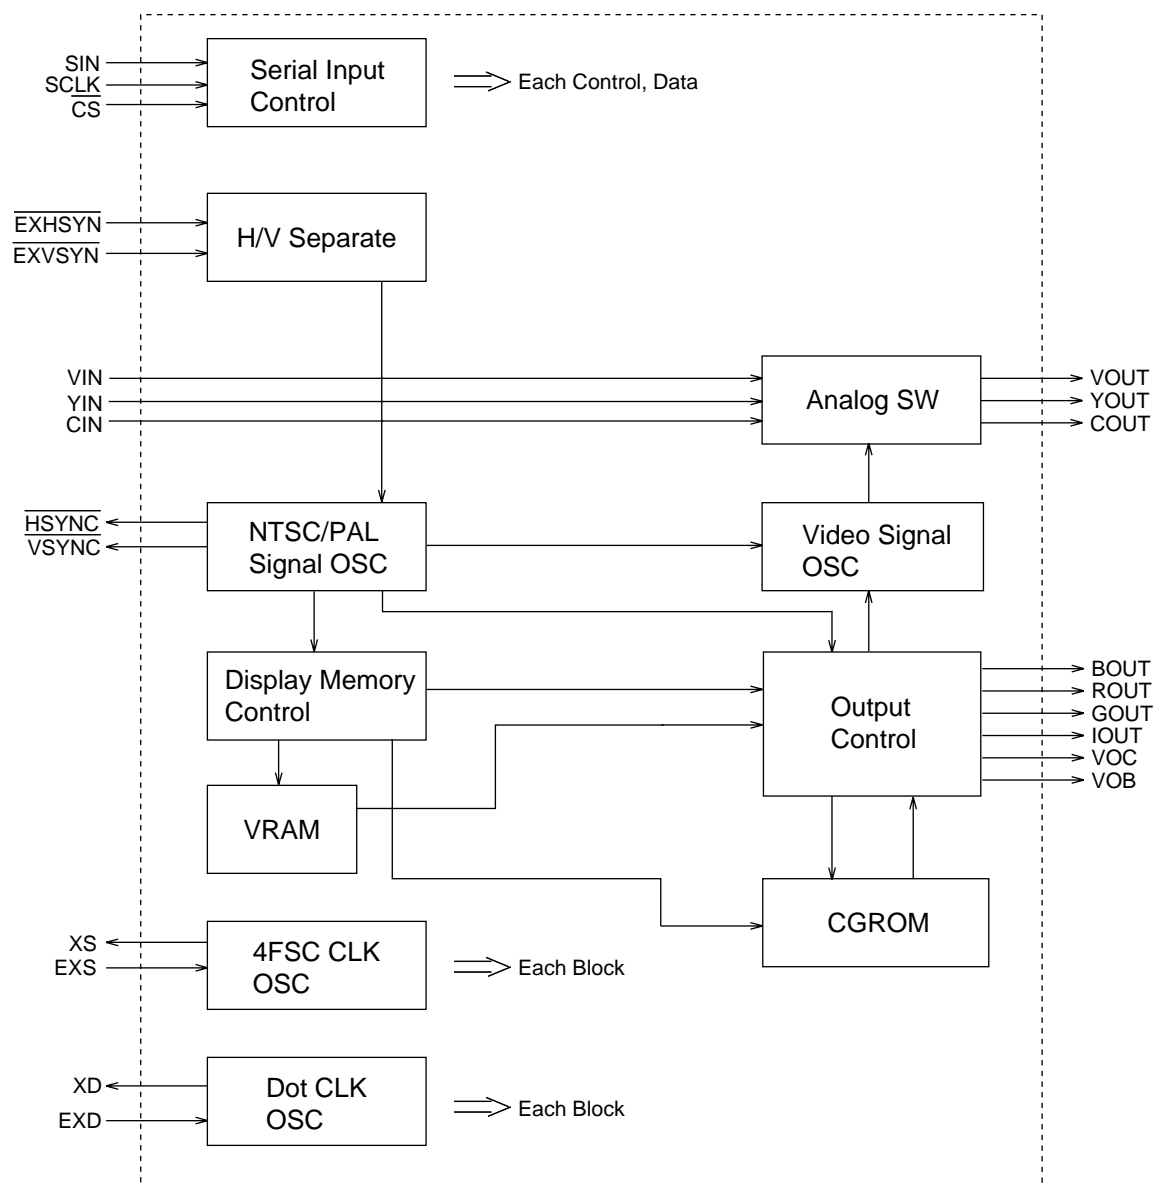 SIN
SCLK
CS
Serial Input
Control
Each Control, Data
EXHSYN
EXVSYN
H/V Separate
VIN
YIN
CIN
Analog SW
VOUT
YOUT
COUT
HSYNC
VSYNC
NTSC/PAL
Signal OSC
Video Signal
OSC
Display Memory
Control
Output
Control
BOUT
ROUT
GOUT
IOUT
VOC
VOB
VRAM
CGROM
XS
EXS
4FSC CLK
OSC
Each Block
XD
EXD
Dot CLK
OSC
Each Block